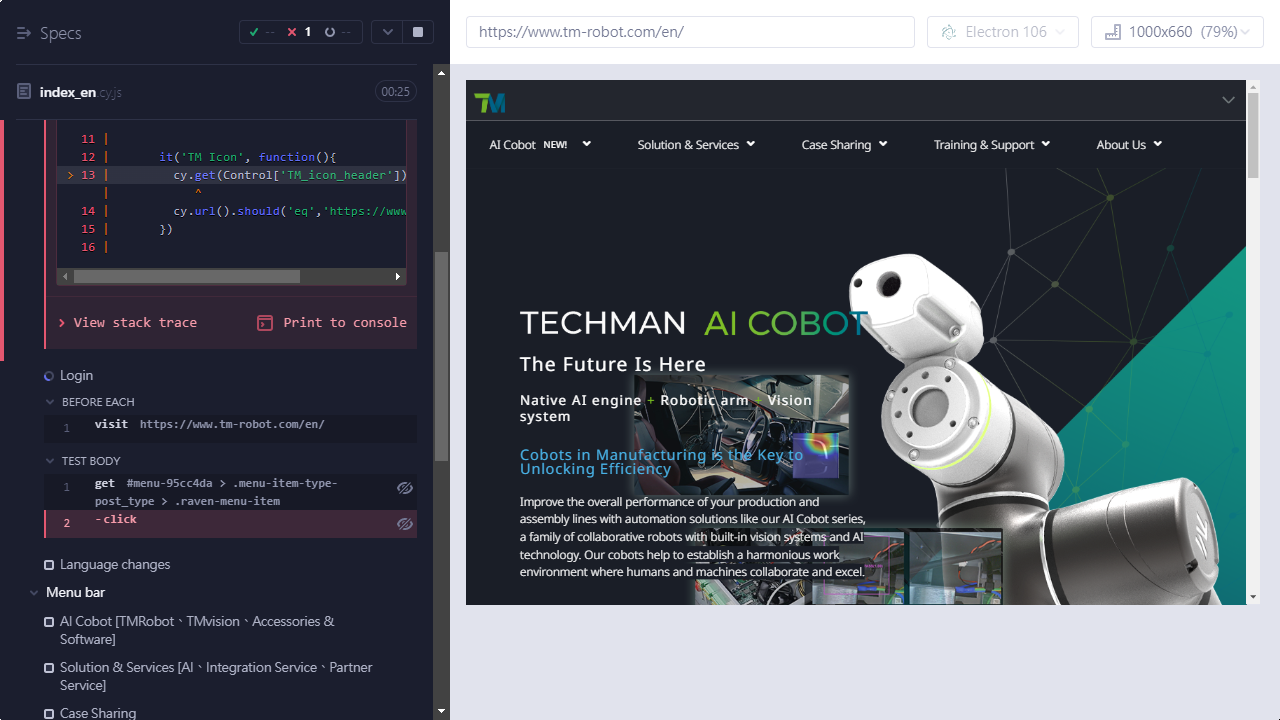 Specs
-- 1 --
https://www.tm-robot.com/en/
Electron 106
1000x660 (79%)
index_en.cy.js
00:25
11 |
12 | it('TM Icon', function(){
> 13 | cy.get(Control['TM_icon_header'])
| ^
14 | cy.url().should('eq','https://www
15 | })
16 |
View stack trace
Print to console
Login
BEFORE EACH
1 visit https://www.tm-robot.com/en/
TEST BODY
1 get #menu-95cc4da > .menu-item-type-
post_type > .raven-menu-item
2 -click
Language changes
Menu bar
AI Cobot [TMRobot、TMvision、Accessories &
Software]
Solution & Services [AI、Integration Service、Partner
Service]
Case Sharing
TM
AI Cobot NEW!
Solution & Services
Case Sharing
Training & Support
About Us
TECHMAN AI COBOT
The Future Is Here
Native AI engine + Robotic arm + Vision
system
Cobots in Manufacturing is the Key to
Unlocking Efficiency
Improve the overall performance of your production and
assembly lines with automation solutions like our AI Cobot series,
a family of collaborative robots with built-in vision systems and AI
technology. Our cobots help to establish a harmonious work
environment where humans and machines collaborate and excel.